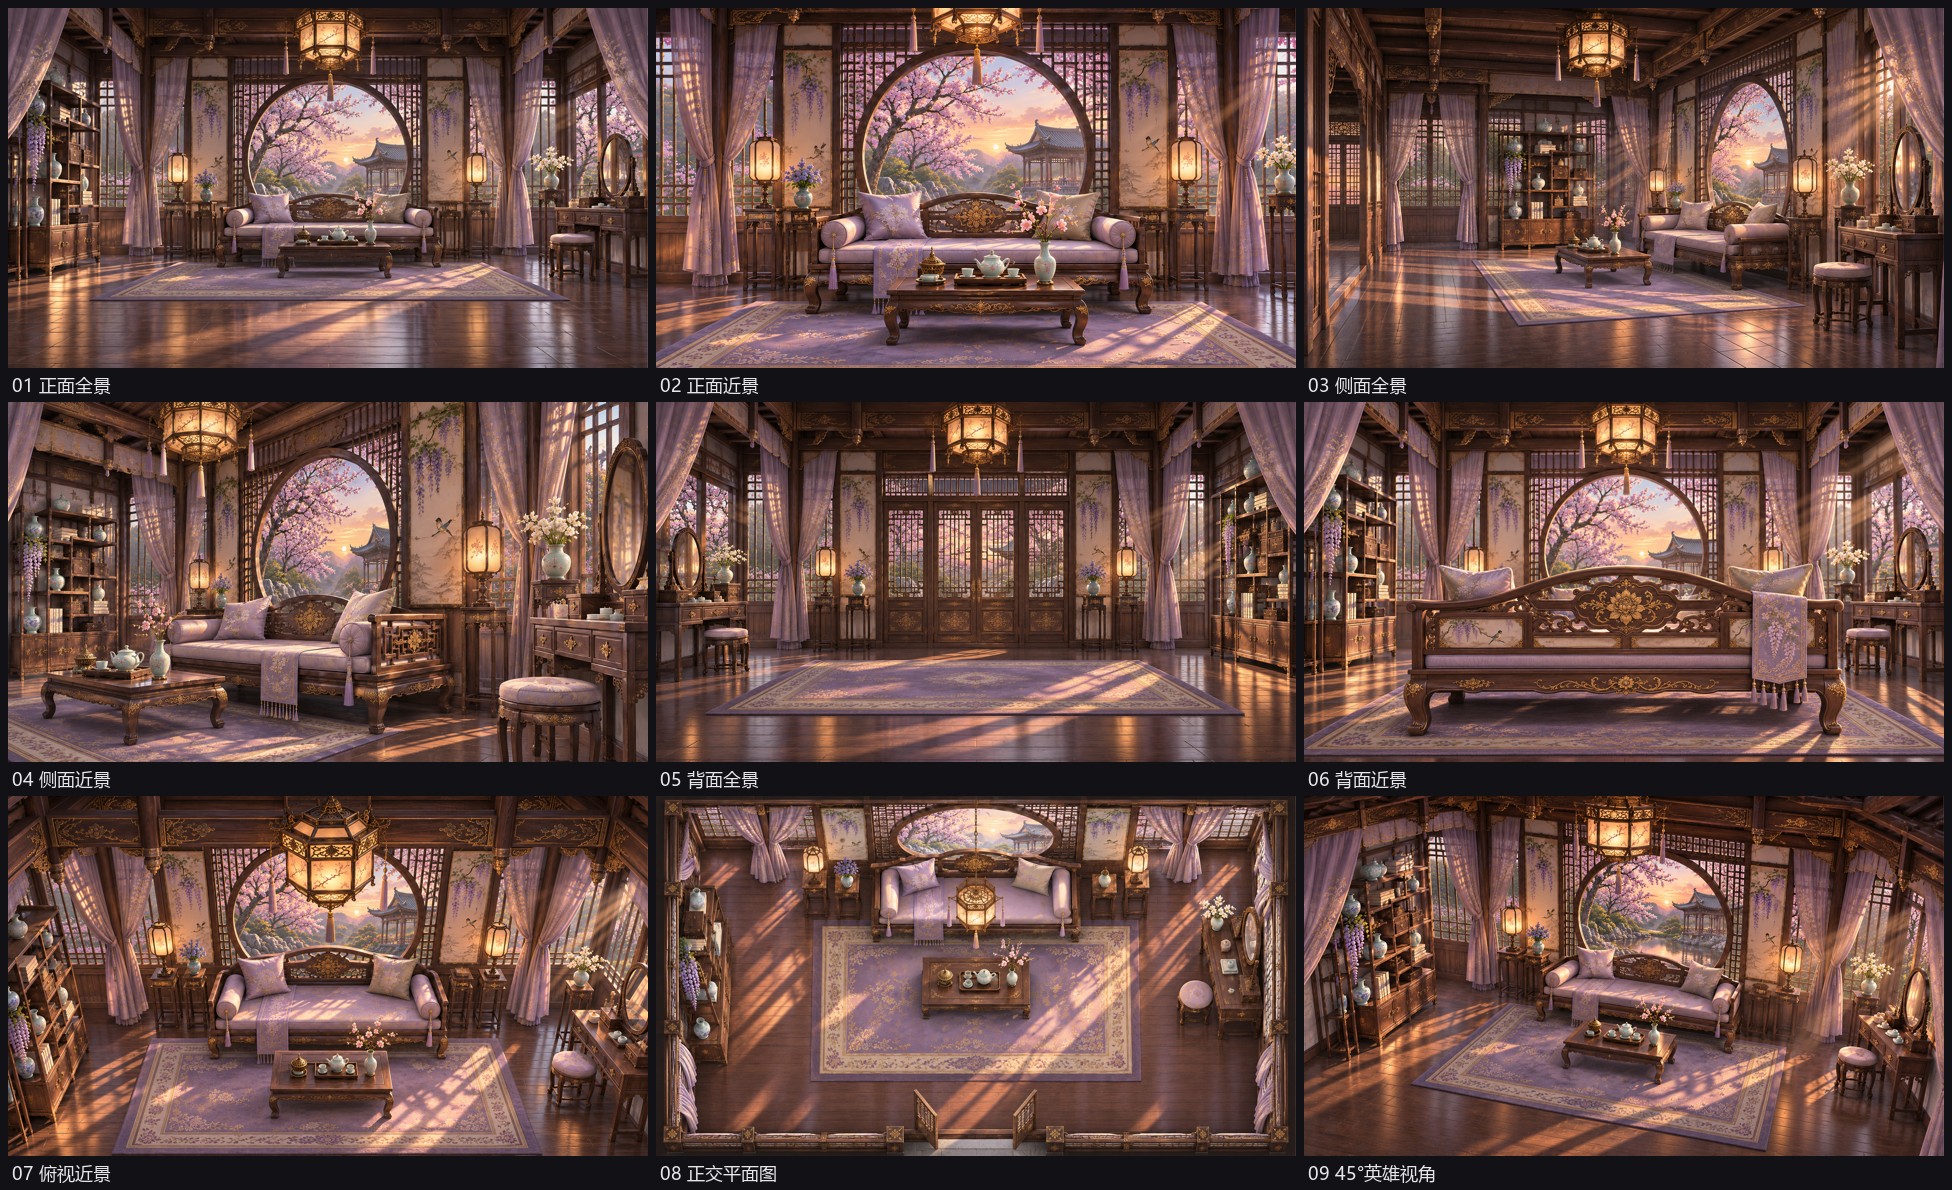 01 正面全景
02 正面近景
03 侧面全景
04 侧面近景
05 背面全景
06 背面近景
07 俯视近景
08 正交平面图
09 45°英雄视角